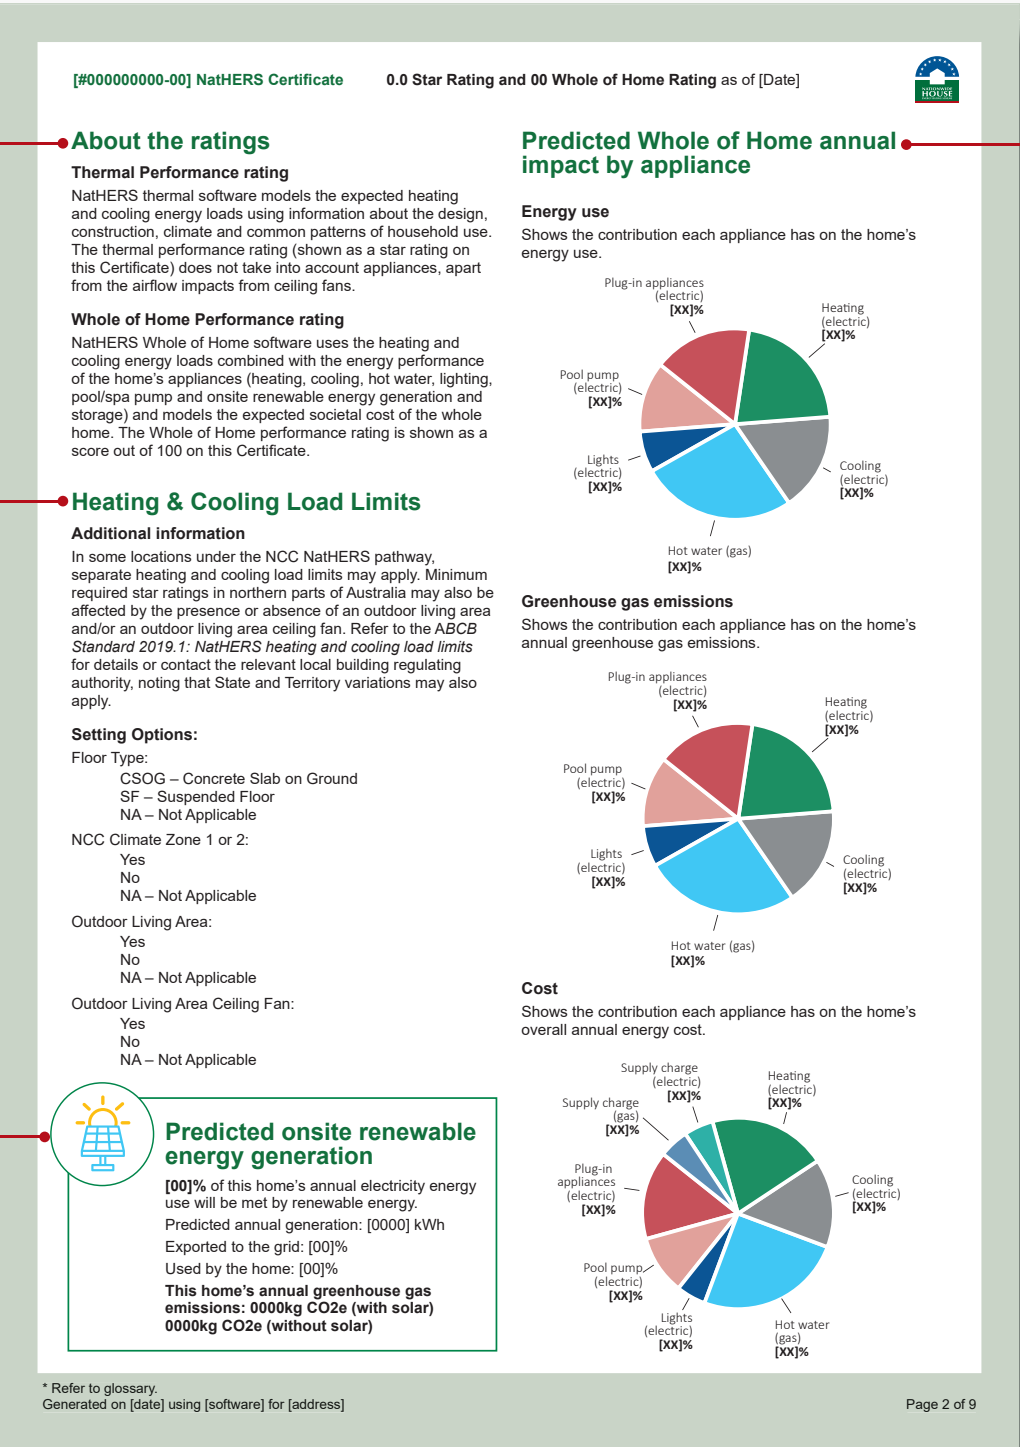 [#000000000-00] NatHERS Certificate 0.0 Star Rating and 00 Whole of Home Rating as of [Date]
NATIONWIDE
HOUSE
About the ratings
Thermal Performance rating
NatHERS thermal software models the expected heating
and cooling energy loads using information about the design,
construction, climate and common patterns of household use.
The thermal performance rating (shown as a star rating on
this Certificate) does not take into account appliances, apart
from the airflow impacts from ceiling fans.
Whole of Home Performance rating
NatHERS Whole of Home software uses the heating and
cooling energy loads combined with the energy performance
of the home's appliances (heating, cooling, hot water, lighting,
pool/spa pump and onsite renewable energy generation and
storage) and models the expected societal cost of the whole
home. The Whole of Home performance rating is shown as a
score out of 100 on this Certificate.
Heating & Cooling Load Limits
Additional information
In some locations under the NCC NatHERS pathway,
separate heating and cooling load limits may apply. Minimum
required star ratings in northern parts of Australia may also be
affected by the presence or absence of an outdoor living area
and/or an outdoor living area ceiling fan. Refer to the ABCB
Standard 2019.1: NatHERS heating and cooling load limits
for details or contact the relevant local building regulating
authority, noting that State and Territory variations may also
apply.
Setting Options:
Floor Type:
CSOG – Concrete Slab on Ground
SF – Suspended Floor
NA – Not Applicable
NCC Climate Zone 1 or 2:
Yes
No
NA – Not Applicable
Outdoor Living Area:
Yes
No
NA – Not Applicable
Outdoor Living Area Ceiling Fan:
Yes
No
NA – Not Applicable
Predicted onsite renewable
energy generation
[00]% of this home's annual electricity energy
use will be met by renewable energy.
Predicted annual generation: [0000] kWh
Exported to the grid: [00]%
Used by the home: [00]%
This home's annual greenhouse gas
emissions: 0000kg CO2e (with solar)
0000kg CO2e (without solar)
Predicted Whole of Home annual
impact by appliance
Energy use
Shows the contribution each appliance has on the home's
energy use.
Plug-in appliances
(electric)
[XX]%
Heating
(electric)
[XX]%
Pool pump
(electric)
[XX]%
Lights
(electric)
[XX]%
Cooling
(electric)
[XX]%
Hot water (gas)
[XX]%
Greenhouse gas emissions
Shows the contribution each appliance has on the home's
annual greenhouse gas emissions.
Plug-in appliances
(electric)
[XX]%
Heating
(electric)
[XX]%
Pool pump
(electric)
[XX]%
Lights
(electric)
[XX]%
Cooling
(electric)
[XX]%
Hot water (gas)
[XX]%
Cost
Shows the contribution each appliance has on the home's
overall annual energy cost.
Supply charge
(electric)
[XX]%
Heating
(electric)
[XX]%
Supply charge
(gas)
[XX]%
Plug-in
appliances
(electric)
[XX]%
Cooling
(electric)
[XX]%
Pool pump
(electric)
[XX]%
Lights
(electric)
[XX]%
Hot water
(gas)
[XX]%
* Refer to glossary.
Generated on [date] using [software] for [address]
Page 2 of 9